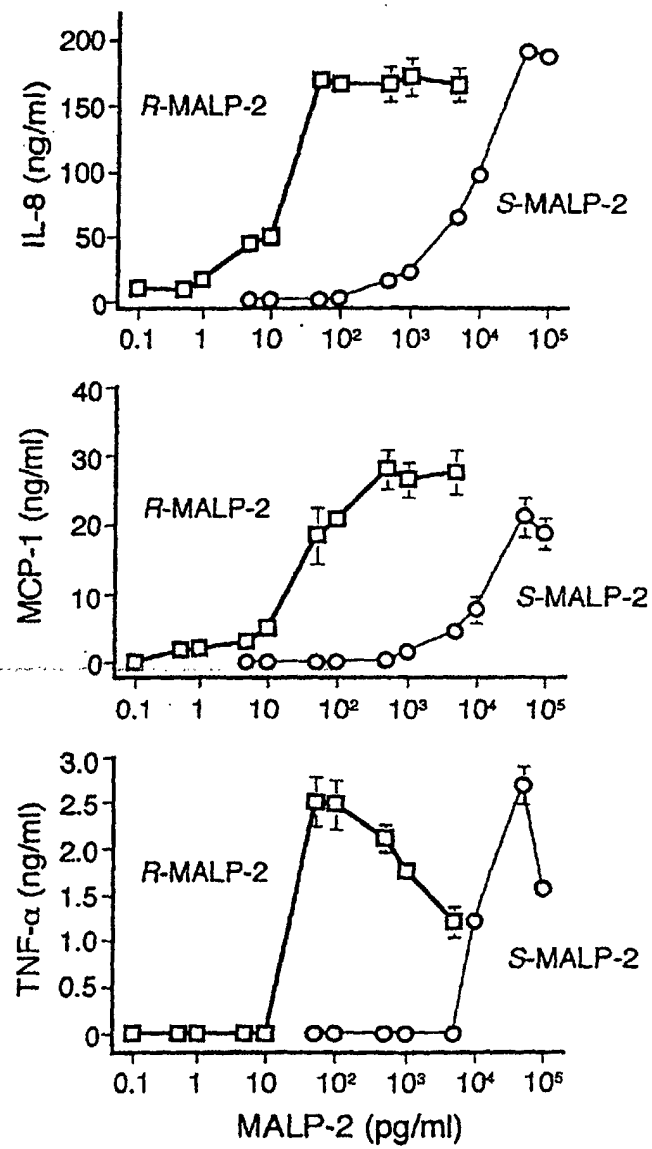 IL-8 (ng/ml)
200
150
100
50
0
R-MALP-2
S-MALP-2
0.1 1 10 10² 10³ 10⁴ 10⁵
MCP-1 (ng/ml)
40
30
20
10
0
R-MALP-2
S-MALP-2
0.1 1 10 10² 10³ 10⁴ 10⁵
TNF-α (ng/ml)
3.0
2.5
2.0
1.5
1.0
0.5
0
R-MALP-2
S-MALP-2
0.1 1 10 10² 10³ 10⁴ 10⁵
MALP-2 (pg/ml)